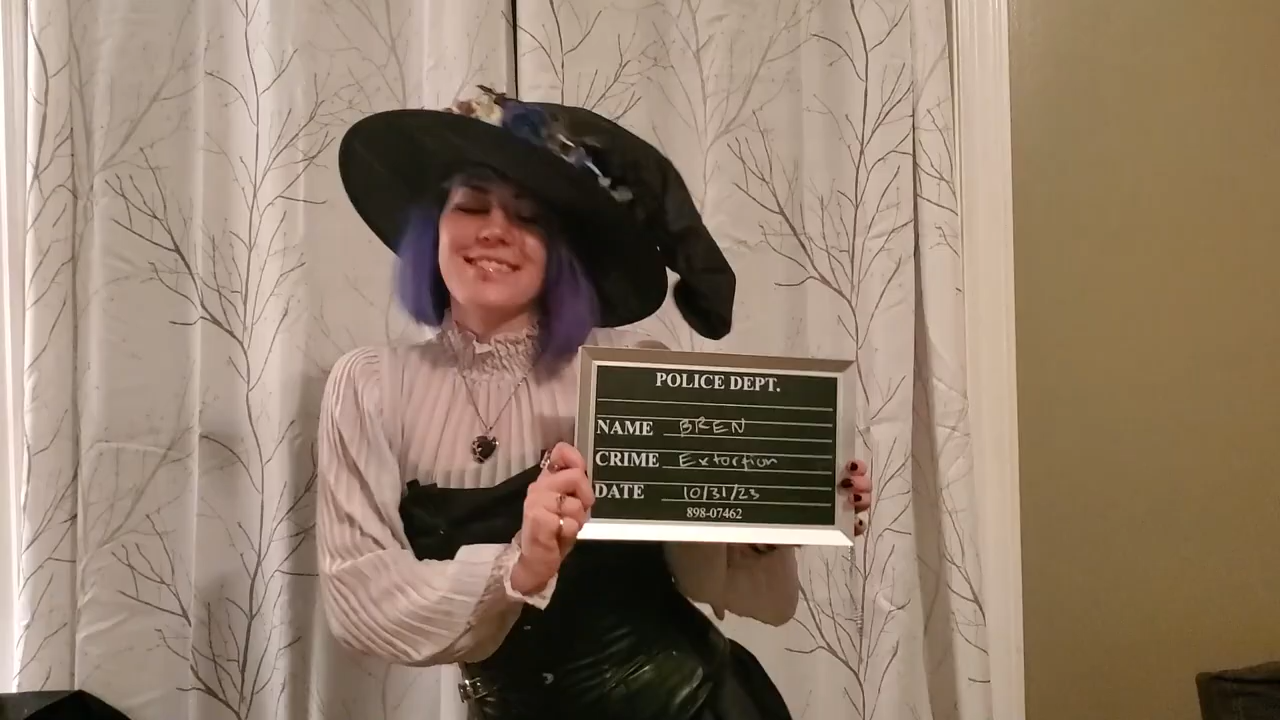 POLICE DEPT.
NAME BREN
CRIME Extortion
DATE 10/31/23
898-07462